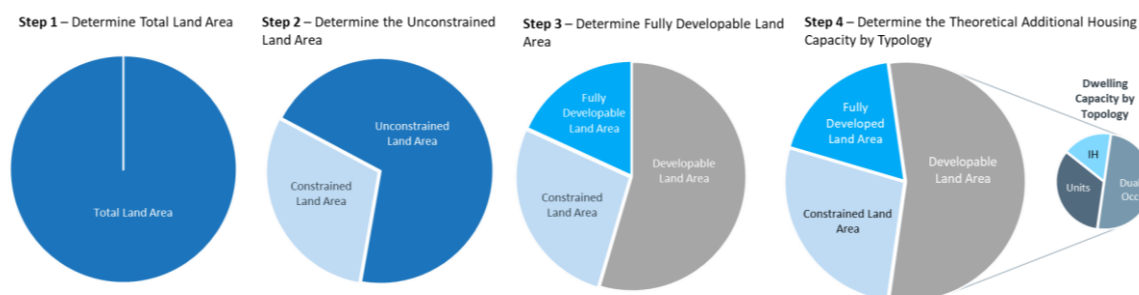 Step 1 – Determine Total Land Area
Total Land Area
Step 2 – Determine the Unconstrained
Land Area
Unconstrained
Land Area
Constrained
Land Area
Step 3 – Determine Fully Developable Land
Area
Fully
Developable
Land Area
Developable
Land Area
Constrained
Land Area
Step 4 – Determine the Theoretical Additional Housing
Capacity by Typology
Fully
Developed
Land Area
Developable
Land Area
Constrained Land
Area
Dwelling
Capacity by
Topology
IH
Units
Dual
Occ